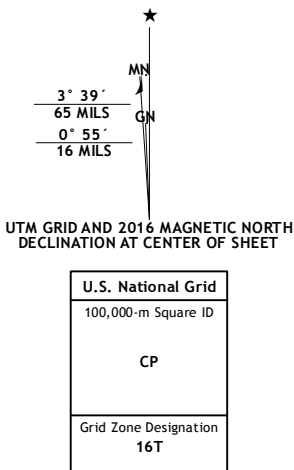 ★
MN
3° 39´
65 MILS
GN
0° 55´
16 MILS
UTM GRID AND 2016 MAGNETIC NORTH
DECLINATION AT CENTER OF SHEET
U.S. National Grid
100,000-m Square ID
CP
Grid Zone Designation
16T